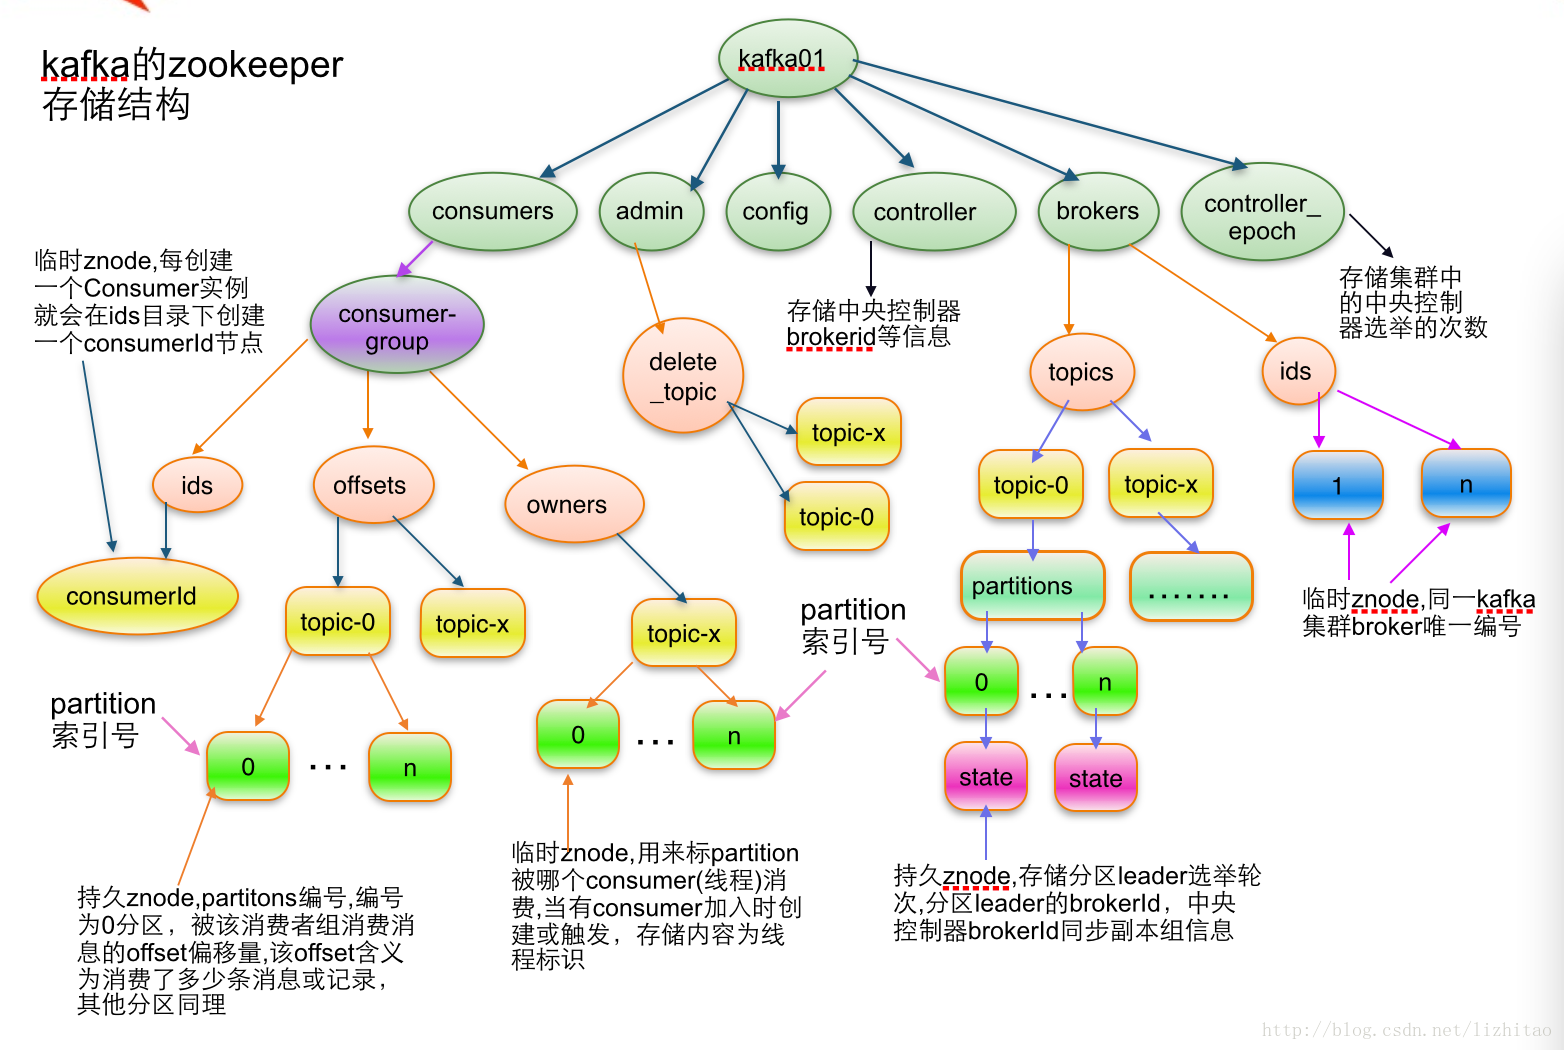 kafka的zookeeper
存储结构
kafka01
consumers
admin
config
controller
brokers
controller_
epoch
临时znode,每创建
一个Consumer实例
就会在ids目录下创建
一个consumerId节点
consumer-
group
存储中央控制器
brokerid等信息
存储集群中
的中央控制
器选举的次数
delete
_topic
topics
ids
topic-x
topic-0
ids
offsets
owners
topic-0
topic-x
1
n
consumerId
topic-0
topic-x
topic-x
partitions
.......
临时znode,同一kafka
集群broker唯一编号
partition
索引号
0
...
n
partition
索引号
0
...
n
0
...
n
state
state
持久znode,partitons编号,编号
为0分区，被该消费者组消费消
息的offset偏移量,该offset含义
为消费了多少条消息或记录，
其他分区同理
临时znode,用来标partition
被哪个consumer(线程)消
费,当有consumer加入时创
建或触发，存储内容为线
程标识
持久znode,存储分区leader选举轮
次,分区leader的brokerId，中央
控制器brokerId同步副本组信息
http://blog.csdn.net/lizhitao